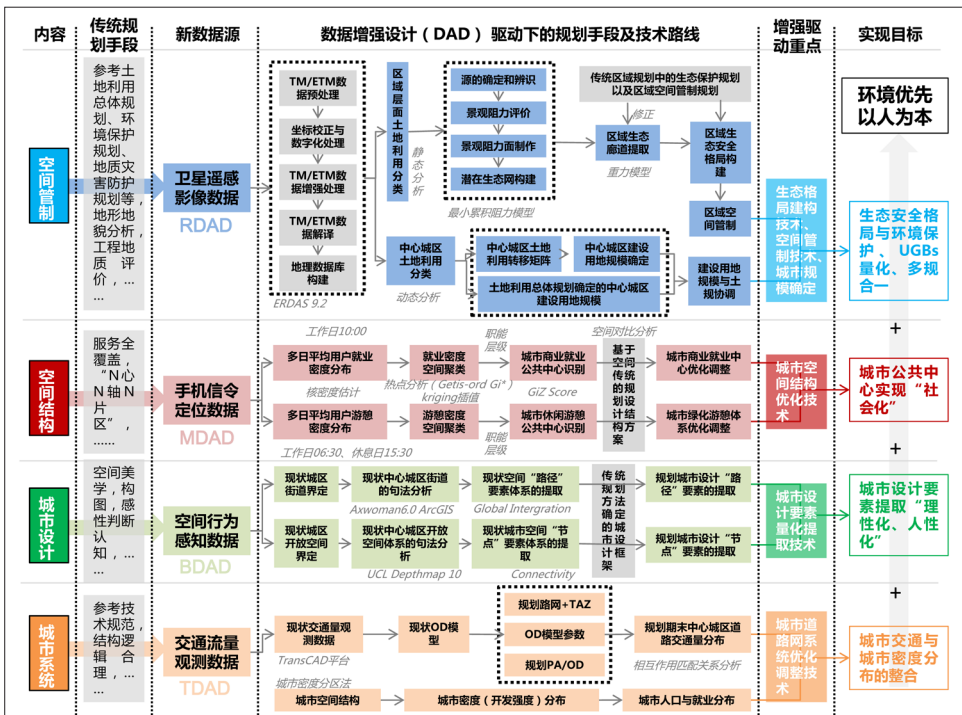 内容
传统规
划手段
新数据源
数据增强设计（DAD）驱动下的规划手段及技术路线
增强驱
动重点
实现目标
空间管制
参考土
地利用
总体规
划、环
境保护
规划、
地质灾
害防护
规划等，
地形地
貌分析，
工程地
质 评
价，…
…
卫星遥感
影像数据
RDAD
TM/ETM数
据预处理
坐标校正与
数字化处理
TM/ETM数
据增强处理
TM/ETM数
据解译
地理数据库
构建
ERDAS 9.2
区域层面土地利用分类
静态分析
源的确定和辨识
景观阻力评价
景观阻力面制作
潜在生态网构建
最小累积阻力模型
传统区域规划中的生态保护规划
以及区域空间管制规划
修正
区域生态
廊道提取
重力模型
区域生
态安全
格局构
建
区域空
间管制
中心城区
土地利用
分类
动态分析
中心城区土地
利用转移矩阵
中心城区建设
用地规模确定
土地利用总体规划确定的中心城区
建设用地规模
建设用地
规模与土
规协调
生态格
局建构
技术、
空间管
制技术、
城市规
模确定
环境优先
以人为本
生态安全格
局与环境保
护、UGBs
量化、多规
合一
+
空间结构
服务全
覆盖，
“N心
N轴N
片
区”，
……
手机信令
定位数据
MDAD
工作日10:00
多日平均用户就业
密度分布
核密度估计
就业密度
空间聚类
热点分析（Getis-ord Gi*）
kriging插值
职能
层级
城市商业就业
公共中心识别
GiZ Score
空间对比分析
基于空间传统的规划设计结构方案
城市商业就业中
心优化调整
多日平均用户游憩
密度分布
游憩密度
空间聚类
职能
层级
城市休闲游憩
公共中心识别
城市绿化游憩体
系优化调整
工作日06:30、休息日15:30
城市空
间结构
优化技
术
城市公共中
心实现“社
会化”
+
城市设计
空间美
学，构
图，感
性判断
认知，…
…
空间行为
感知数据
BDAD
现状城区
街道界定
现状中心城区街道
的句法分析
Axwoman6.0 ArcGIS
现状空间“路径”
要素体系的提取
Global Intergration
传统规划方法确定的城市设计框架
规划城市设计“路
径”要素的提取
现状城区
开放空间
界定
现状中心城区开放
空间体系的句法分
析
UCL Depthmap 10
现状城市空间“节
点”要素体系的提
取
Connectivity
规划城市设计“节
点”要素的提取
城市设
计要素
量化提
取技术
城市设计要
素提取“理
性化、人性
化”
+
城市系统
参考技
术规范，
结构逻
辑 合
理，…
…
交通流量
观测数据
TDAD
现状交通量观
测数据
TransCAD平台
现状OD模
型
规划路网+TAZ
OD模型参数
规划PA/OD
规划期末中心城区道
路交通量分布
相互作用匹配关系分析
城市密度分区法
城市空间结构
城市密度（开发强度）分布
城市人口与就业分布
城市道
路网系
统优化
调整技
术
城市交通与
城市密度分
布的整合